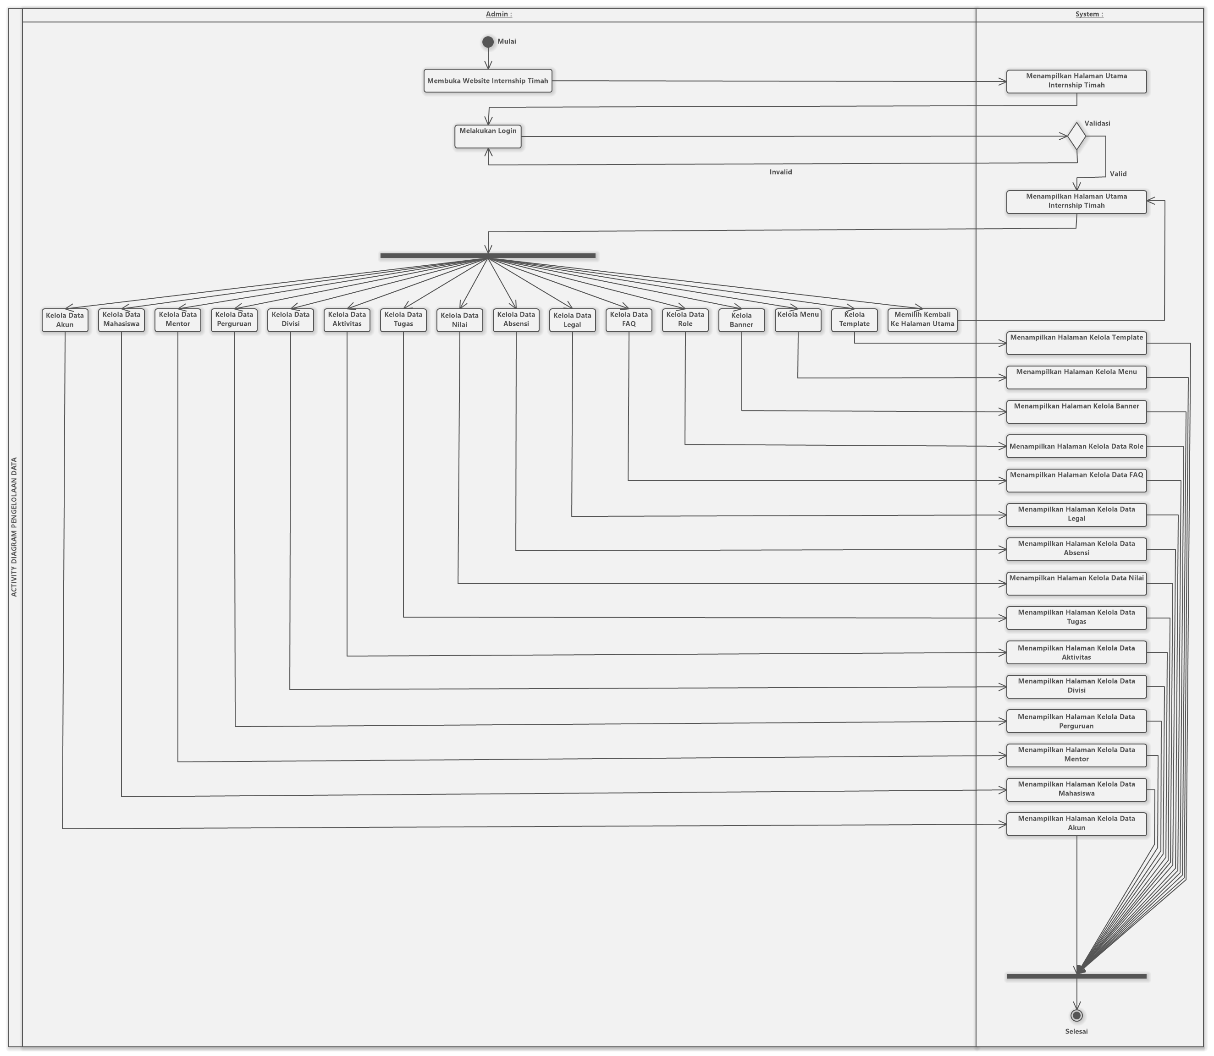 Admin :
System :
Mulai
Membuka Website Internship Timah
Menampilkan Halaman Utama
Internship Timah
Melakukan Login
Validasi
Invalid
Valid
Menampilkan Halaman Utama
Internship Timah
Kelola Data
Akun
Kelola Data
Mahasiswa
Kelola Data
Mentor
Kelola Data
Perguruan
Kelola Data
Divisi
Kelola Data
Aktivitas
Kelola Data
Tugas
Kelola Data
Nilai
Kelola Data
Absensi
Kelola Data
Legal
Kelola Data
FAQ
Kelola Data
Role
Kelola
Banner
Kelola Menu
Kelola
Template
Memilih Kembali
Ke Halaman Utama
Menampilkan Halaman Kelola Template
Menampilkan Halaman Kelola Menu
Menampilkan Halaman Kelola Banner
Menampilkan Halaman Kelola Data Role
Menampilkan Halaman Kelola Data FAQ
Menampilkan Halaman Kelola Data
Legal
Menampilkan Halaman Kelola Data
Absensi
Menampilkan Halaman Kelola Data Nilai
Menampilkan Halaman Kelola Data
Tugas
Menampilkan Halaman Kelola Data
Aktivitas
Menampilkan Halaman Kelola Data
Divisi
Menampilkan Halaman Kelola Data
Perguruan
Menampilkan Halaman Kelola Data
Mentor
Menampilkan Halaman Kelola Data
Mahasiswa
Menampilkan Halaman Kelola Data
Akun
Selesai
ACTIVITY DIAGRAM PENGELOLAAN DATA